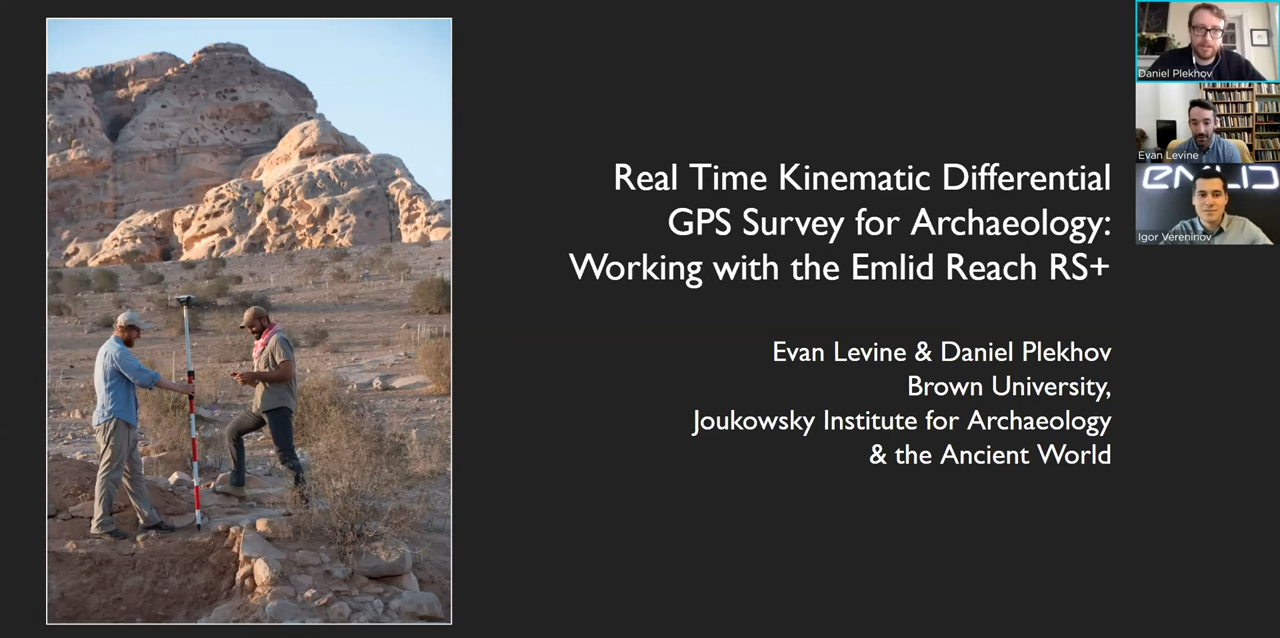 Real Time Kinematic Differential
GPS Survey for Archaeology:
Working with the Emlid Reach RS+
Evan Levine & Daniel Plekhov
Brown University,
Joukowsky Institute for Archaeology
& the Ancient World
Daniel Plekhov
Evan Levine
EMLID
Igor Vereninov